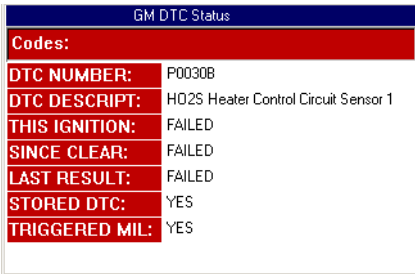 GM DTC Status
Codes:
DTC NUMBER: P0030B
DTC DESCRIPT: HO2S Heater Control Circuit Sensor 1
THIS IGNITION: FAILED
SINCE CLEAR: FAILED
LAST RESULT: FAILED
STORED DTC: YES
TRIGGERED MIL: YES